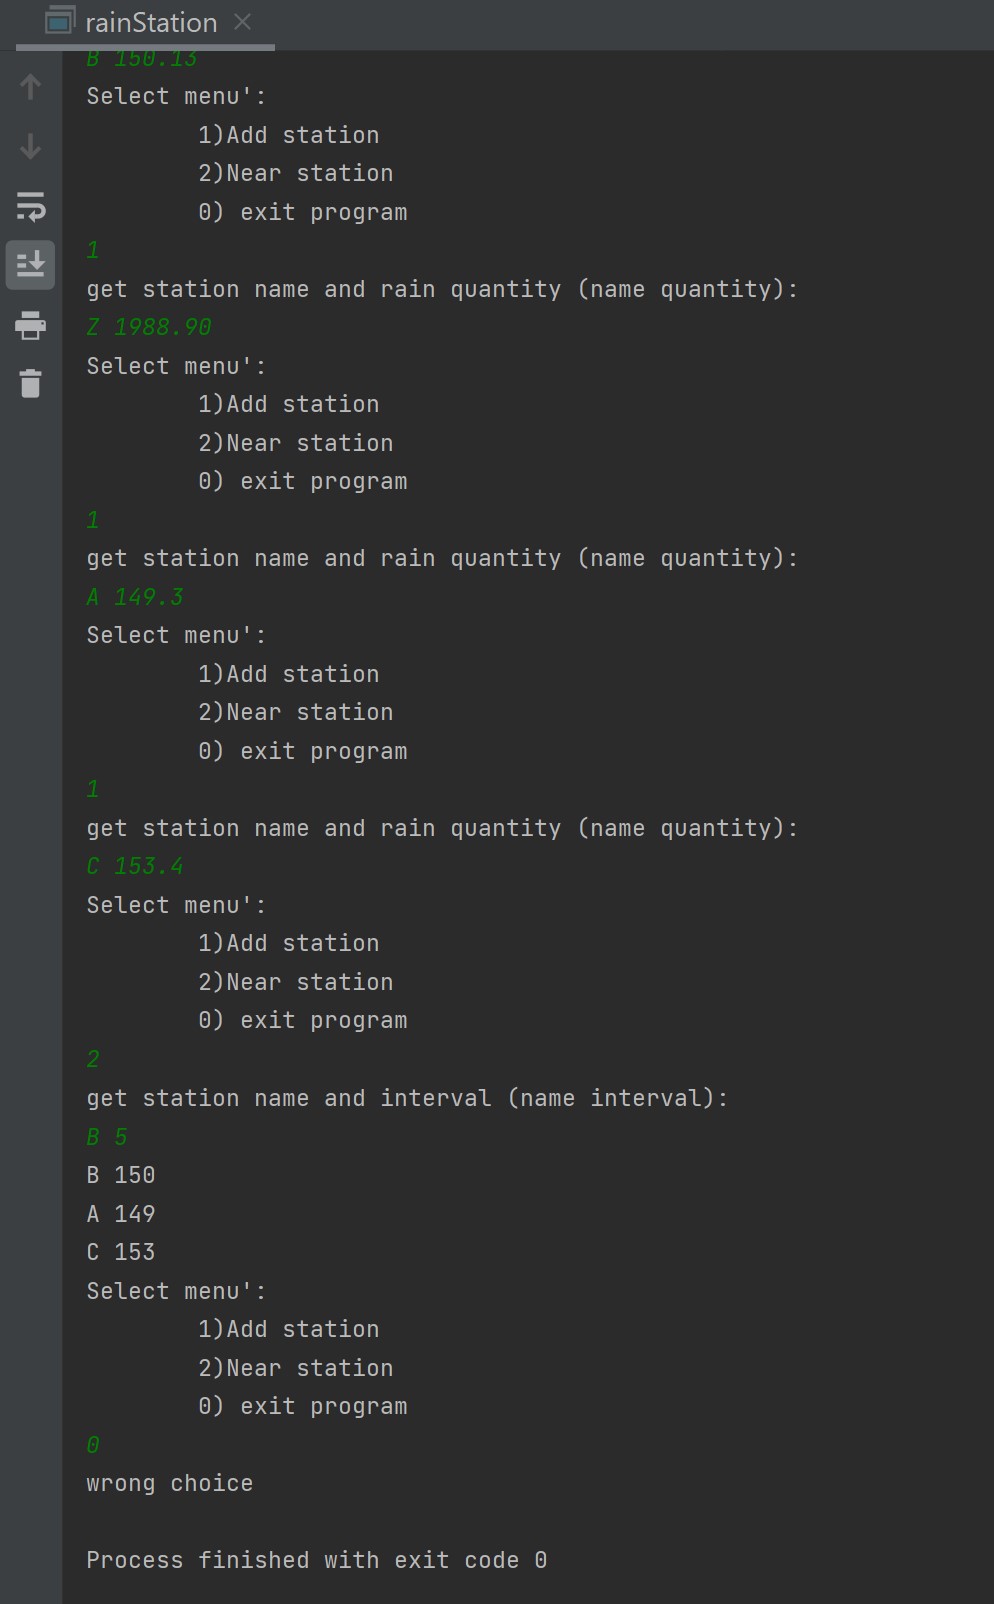 rainStation
B 150.13
Select menu':
1)Add station
2)Near station
0) exit program
1
get station name and rain quantity (name quantity):
Z 1988.90
Select menu':
1)Add station
2)Near station
0) exit program
1
get station name and rain quantity (name quantity):
A 149.3
Select menu':
1)Add station
2)Near station
0) exit program
1
get station name and rain quantity (name quantity):
C 153.4
Select menu':
1)Add station
2)Near station
0) exit program
2
get station name and interval (name interval):
B 5
B 150
A 149
C 153
Select menu':
1)Add station
2)Near station
0) exit program
0
wrong choice
Process finished with exit code 0